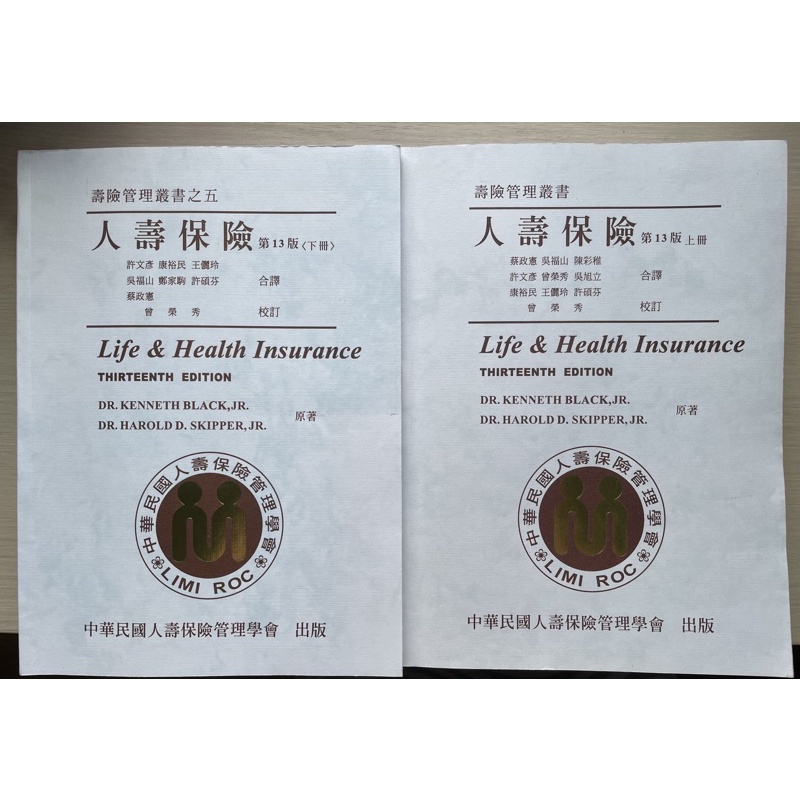 壽險管理叢書之五
人壽保險 第13版〈下冊〉
許文彥 康裕民 王儷玲
吳福山 鄭家駒 許碩芬 合譯
蔡政憲
曾榮秀 校訂
Life & Health Insurance
THIRTEENTH EDITION
DR. KENNETH BLACK,JR.
DR. HAROLD D. SKIPPER,JR. 原著
中華民國人壽保險管理學會
LIMI ROC
中華民國人壽保險管理學會 出版
壽險管理叢書
人壽保險 第13版 上冊
蔡政憲 吳福山 陳彩稚
許文彥 曾榮秀 吳旭立 合譯
康裕民 王儷玲 許碩芬
曾榮秀 校訂
Life & Health Insurance
THIRTEENTH EDITION
DR. KENNETH BLACK,JR.
DR. HAROLD D. SKIPPER,JR. 原著
中華民國人壽保險管理學會
LIMI ROC
中華民國人壽保險管理學會 出版